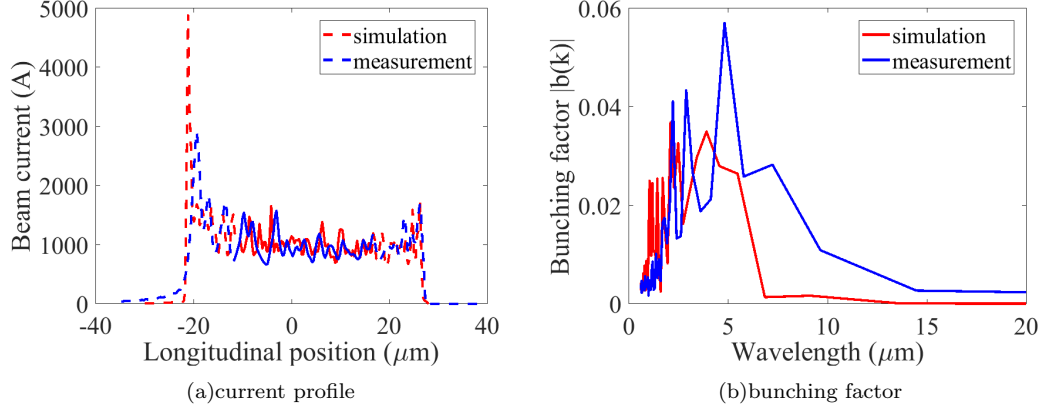 5000
4000
3000
2000
1000
0
Beam current (A)
simulation
measurement
-40
-20
0
20
40
Longitudinal position (μm)
(a)current profile
0.06
0.04
0.02
0
Bunching factor |b(k)|
simulation
measurement
0
5
10
15
20
Wavelength (μm)
(b)bunching factor